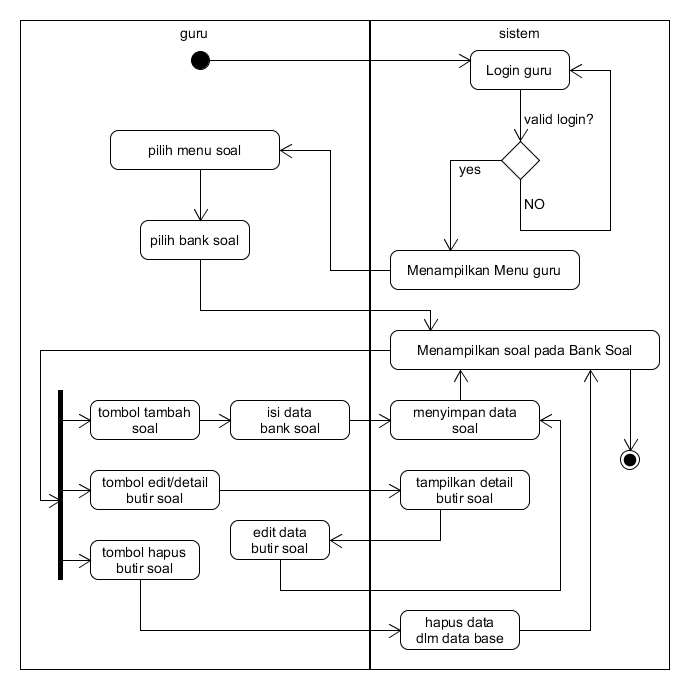 guru
sistem
Login guru
valid login?
pilih menu soal
yes
NO
pilih bank soal
Menampilkan Menu guru
Menampilkan soal pada Bank Soal
tombol tambah
soal
isi data
bank soal
menyimpan data
soal
tombol edit/detail
butir soal
tampilkan detail
butir soal
edit data
butir soal
tombol hapus
butir soal
hapus data
dlm data base